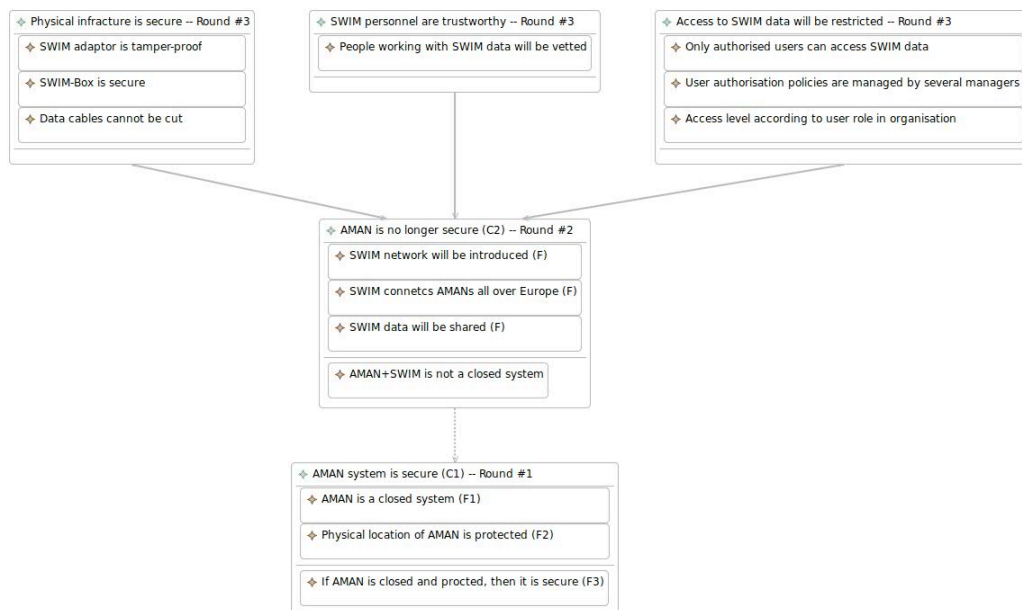 Physical infracture is secure -- Round #3
SWIM adaptor is tamper-proof
SWIM-Box is secure
Data cables cannot be cut
SWIM personnel are trustworthy -- Round #3
People working with SWIM data will be vetted
Access to SWIM data will be restricted -- Round #3
Only authorised users can access SWIM data
User authorisation policies are managed by several managers
Access level according to user role in organisation
AMAN is no longer secure (C2) -- Round #2
SWIM network will be introduced (F)
SWIM connetcs AMANs all over Europe (F)
SWIM data will be shared (F)
AMAN+SWIM is not a closed system
AMAN system is secure (C1) -- Round #1
AMAN is a closed system (F1)
Physical location of AMAN is protected (F2)
If AMAN is closed and procted, then it is secure (F3)